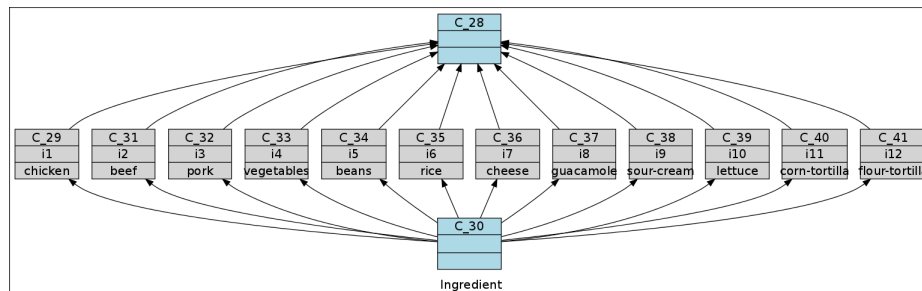 C_28
C_29 C_31 C_32 C_33 C_34 C_35 C_36 C_37 C_38 C_39 C_40 C_41
i1 i2 i3 i4 i5 i6 i7 i8 i9 i10 i11 i12
chicken beef pork vegetables beans rice cheese guacamole sour-cream lettuce corn-tortilla flour-tortilla
C_30
Ingredient